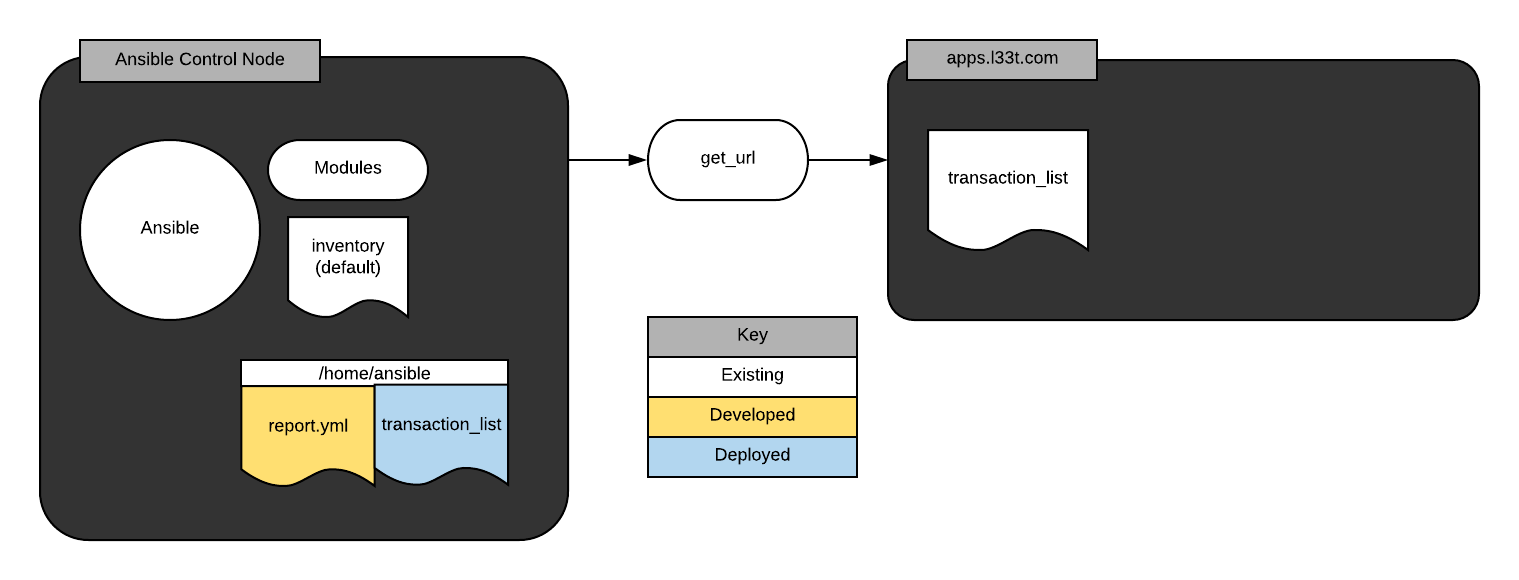 Ansible Control Node
apps.l33t.com
Ansible
Modules
inventory
(default)
/home/ansible
report.yml
transaction_list
get_url
transaction_list
Key
Existing
Developed
Deployed